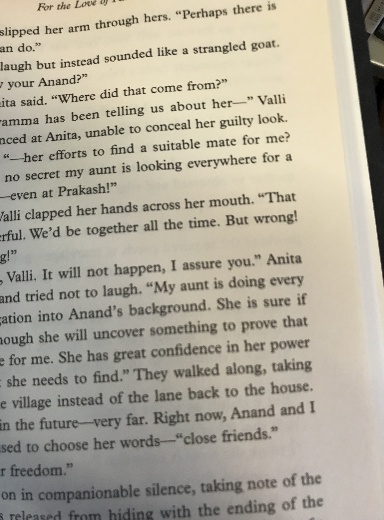 For the Love of
slipped her arm through hers. “Perhaps there is
an do.”
laugh but instead sounded like a strangled goat.
y your Anand?”
ita said. “Where did that come from?”
amma has been telling us about her—” Valli
nced at Anita, unable to conceal her guilty look.
“—her efforts to find a suitable mate for me?
no secret my aunt is looking everywhere for a
—even at Prakash!”
Valli clapped her hands across her mouth. “That
erful. We’d be together all the time. But wrong!
g!”
, Valli. It will not happen, I assure you.” Anita
and tried not to laugh. “My aunt is doing every
gation into Anand’s background. She is sure if
nough she will uncover something to prove that
e for me. She has great confidence in her power
she needs to find.” They walked along, taking
e village instead of the lane back to the house.
in the future—very far. Right now, Anand and I
sed to choose her words—“close friends.”
r freedom.”
on in companionable silence, taking note of the
s released from hiding with the ending of the